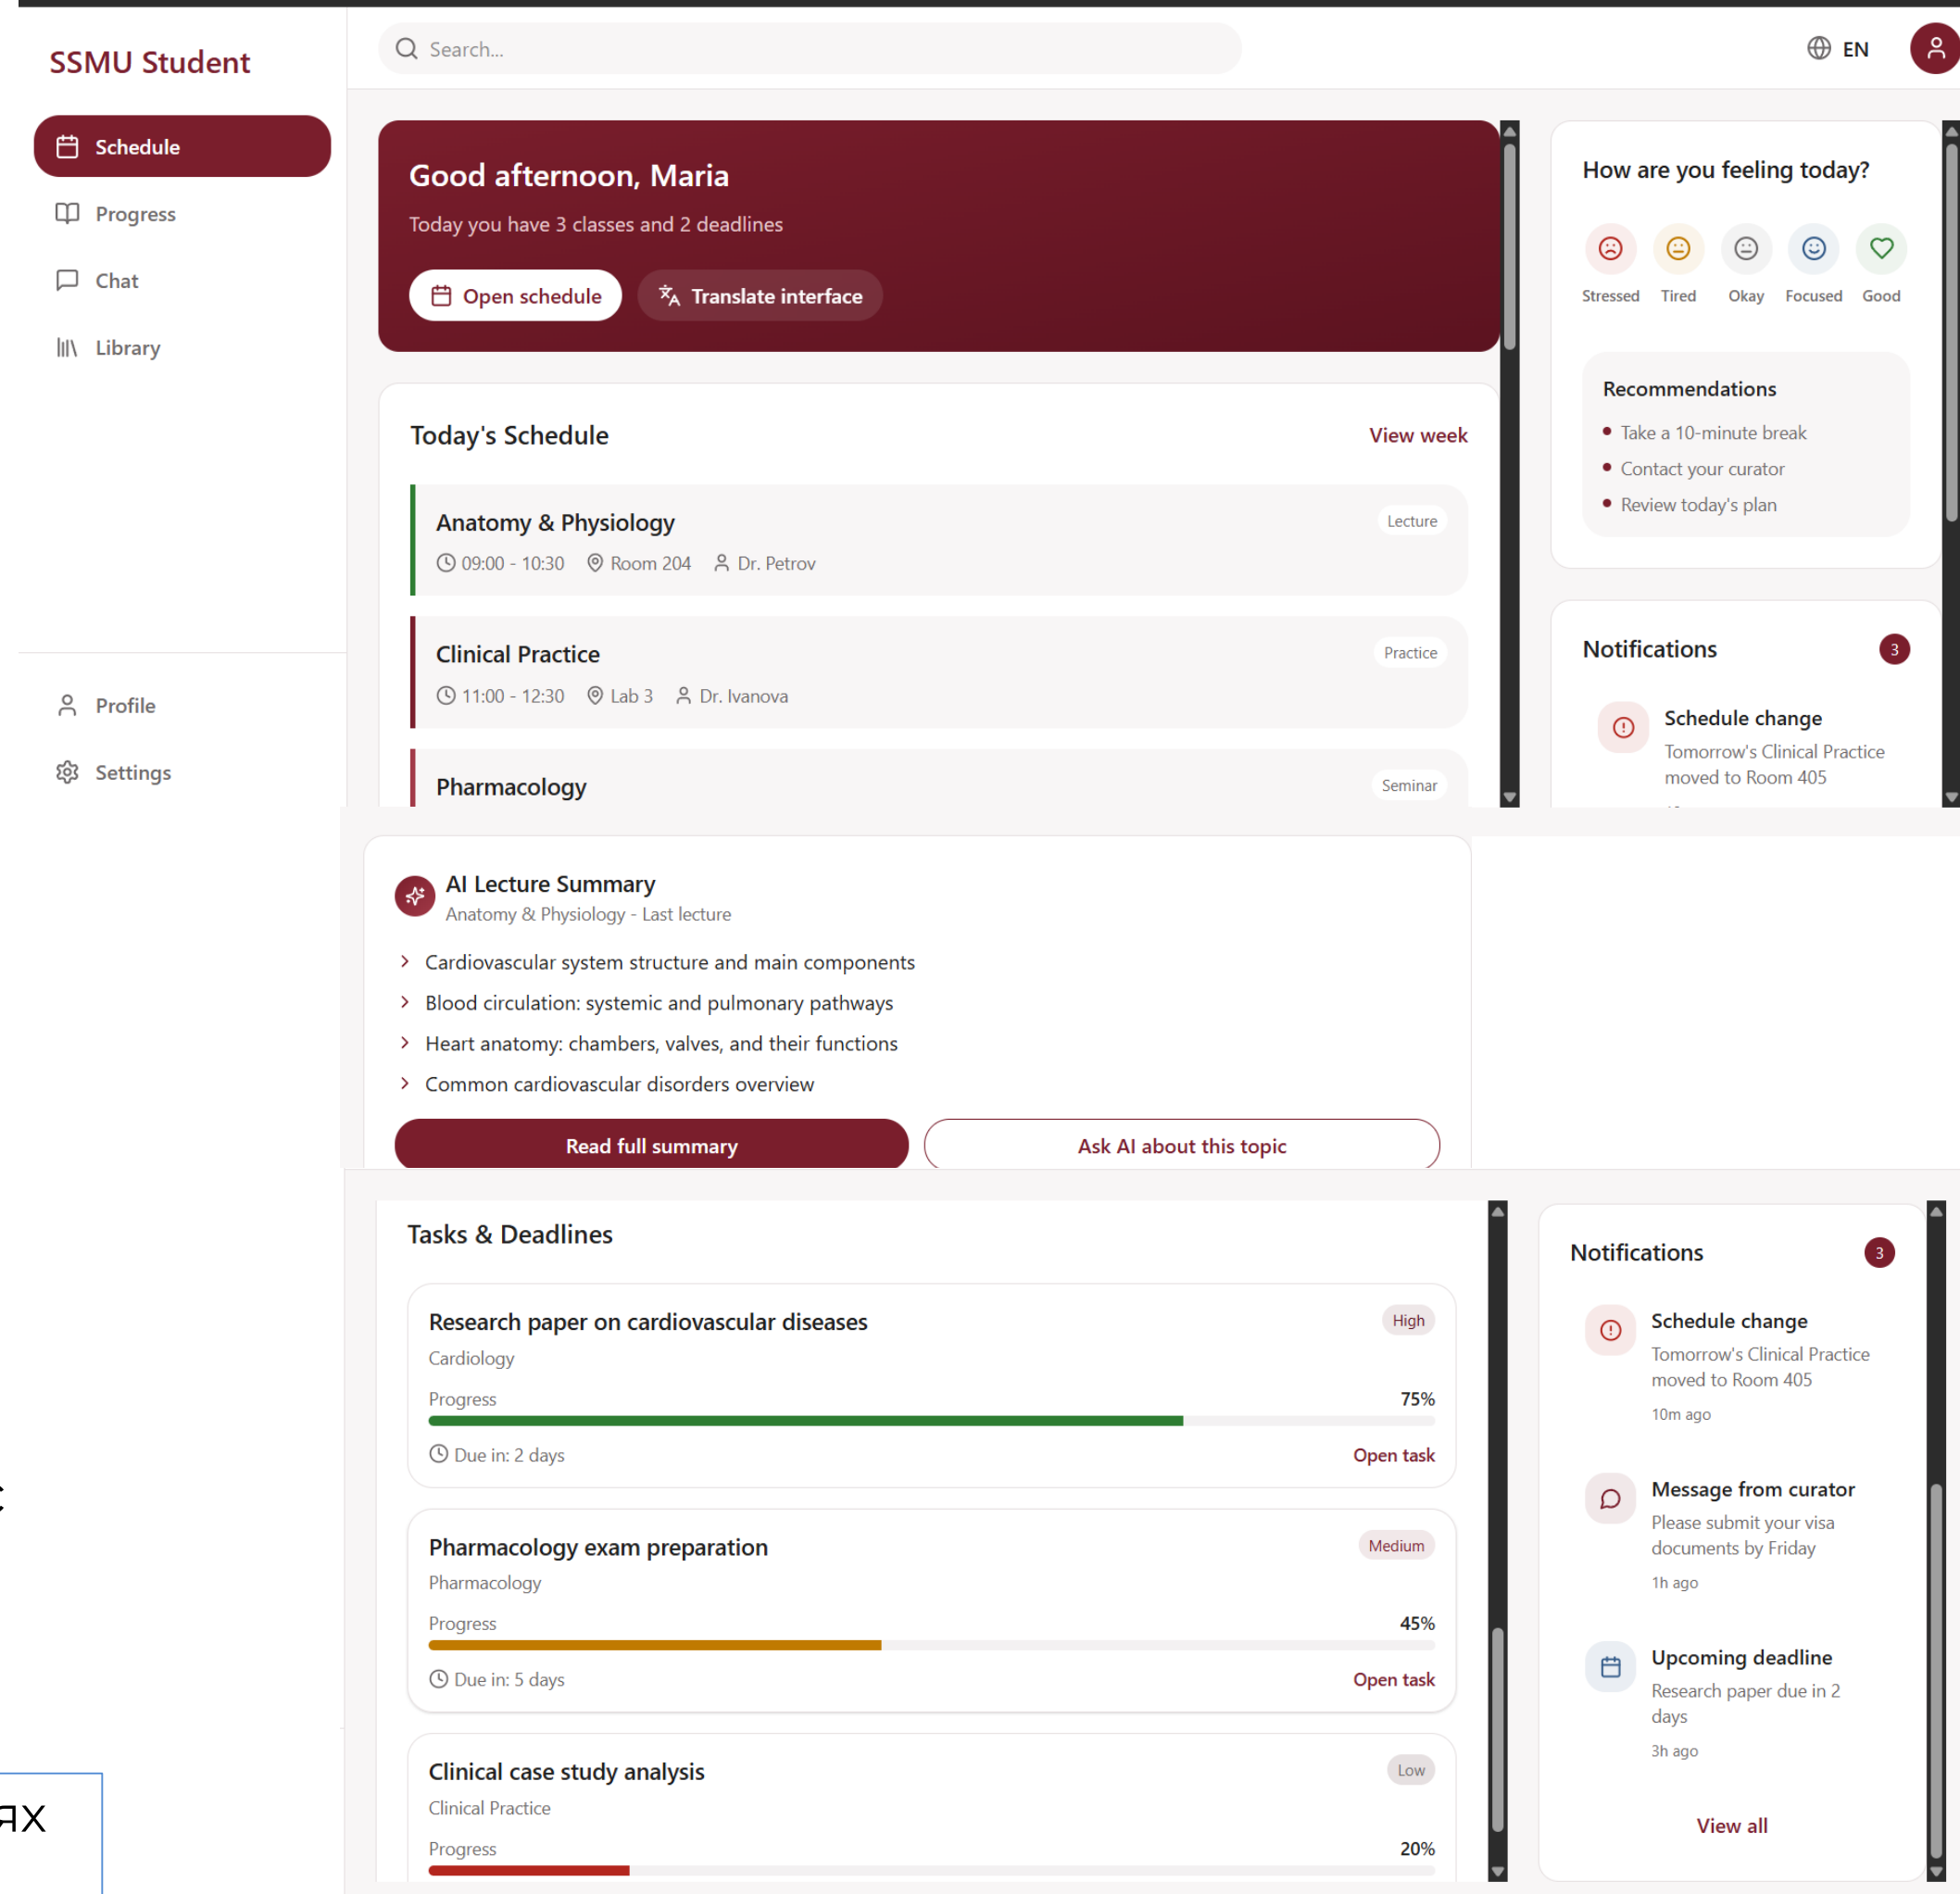 SSMU Student
Search...
EN
Schedule
Progress
Chat
Library
Profile
Settings
Good afternoon, Maria
Today you have 3 classes and 2 deadlines
Open schedule
Translate interface
Today's Schedule
View week
Anatomy & Physiology
Lecture
09:00 - 10:30 Room 204 Dr. Petrov
Clinical Practice
Practice
11:00 - 12:30 Lab 3 Dr. Ivanova
Pharmacology
Seminar
How are you feeling today?
Stressed Tired Okay Focused Good
Recommendations
Take a 10-minute break
Contact your curator
Review today's plan
Notifications
3
Schedule change
Tomorrow's Clinical Practice
moved to Room 405
AI Lecture Summary
Anatomy & Physiology - Last lecture
Cardiovascular system structure and main components
Blood circulation: systemic and pulmonary pathways
Heart anatomy: chambers, valves, and their functions
Common cardiovascular disorders overview
Read full summary
Ask AI about this topic
Tasks & Deadlines
Research paper on cardiovascular diseases
High
Cardiology
Progress
75%
Due in: 2 days
Open task
Pharmacology exam preparation
Medium
Pharmacology
Progress
45%
Due in: 5 days
Open task
Clinical case study analysis
Low
Clinical Practice
Progress
20%
Notifications
3
Schedule change
Tomorrow's Clinical Practice
moved to Room 405
10m ago
Message from curator
Please submit your visa
documents by Friday
1h ago
Upcoming deadline
Research paper due in 2
days
3h ago
View all